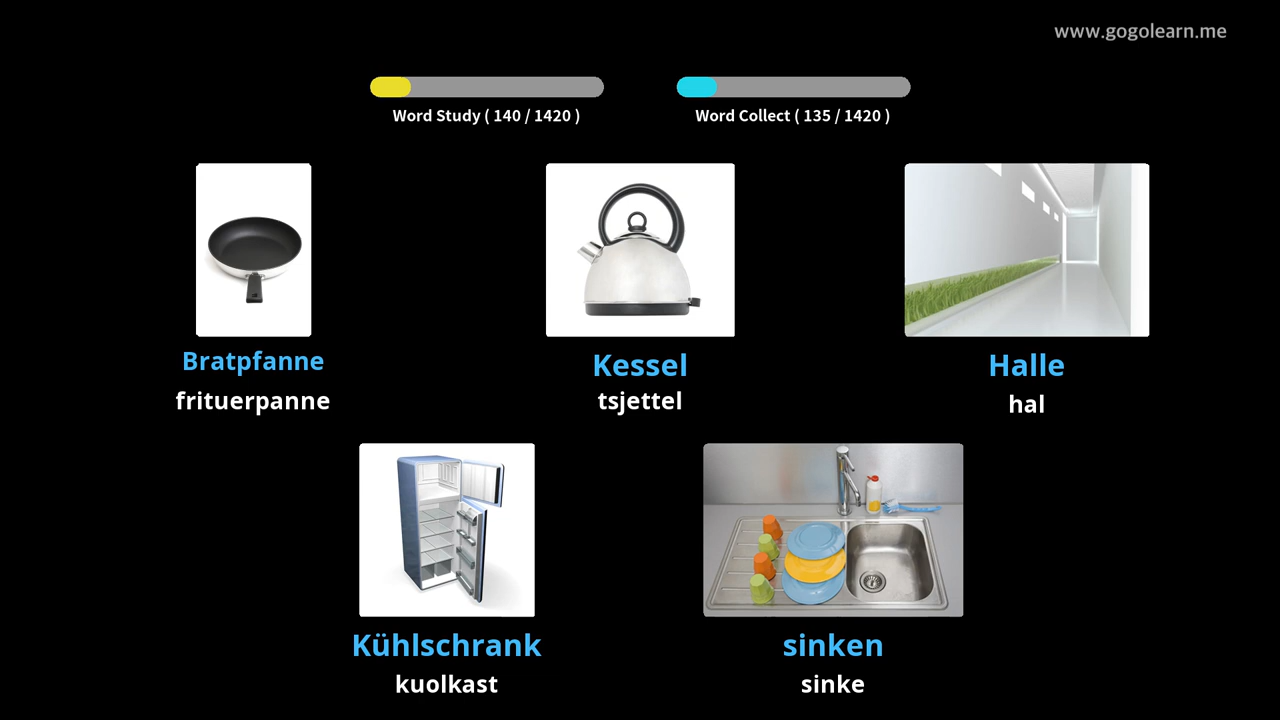 www.gogolearn.me
Word Study ( 140 / 1420 )
Word Collect ( 135 / 1420 )
Bratpfanne
frituerpanne
Kessel
tsjettel
Halle
hal
Kühlschrank
kuolkast
sinken
sinke